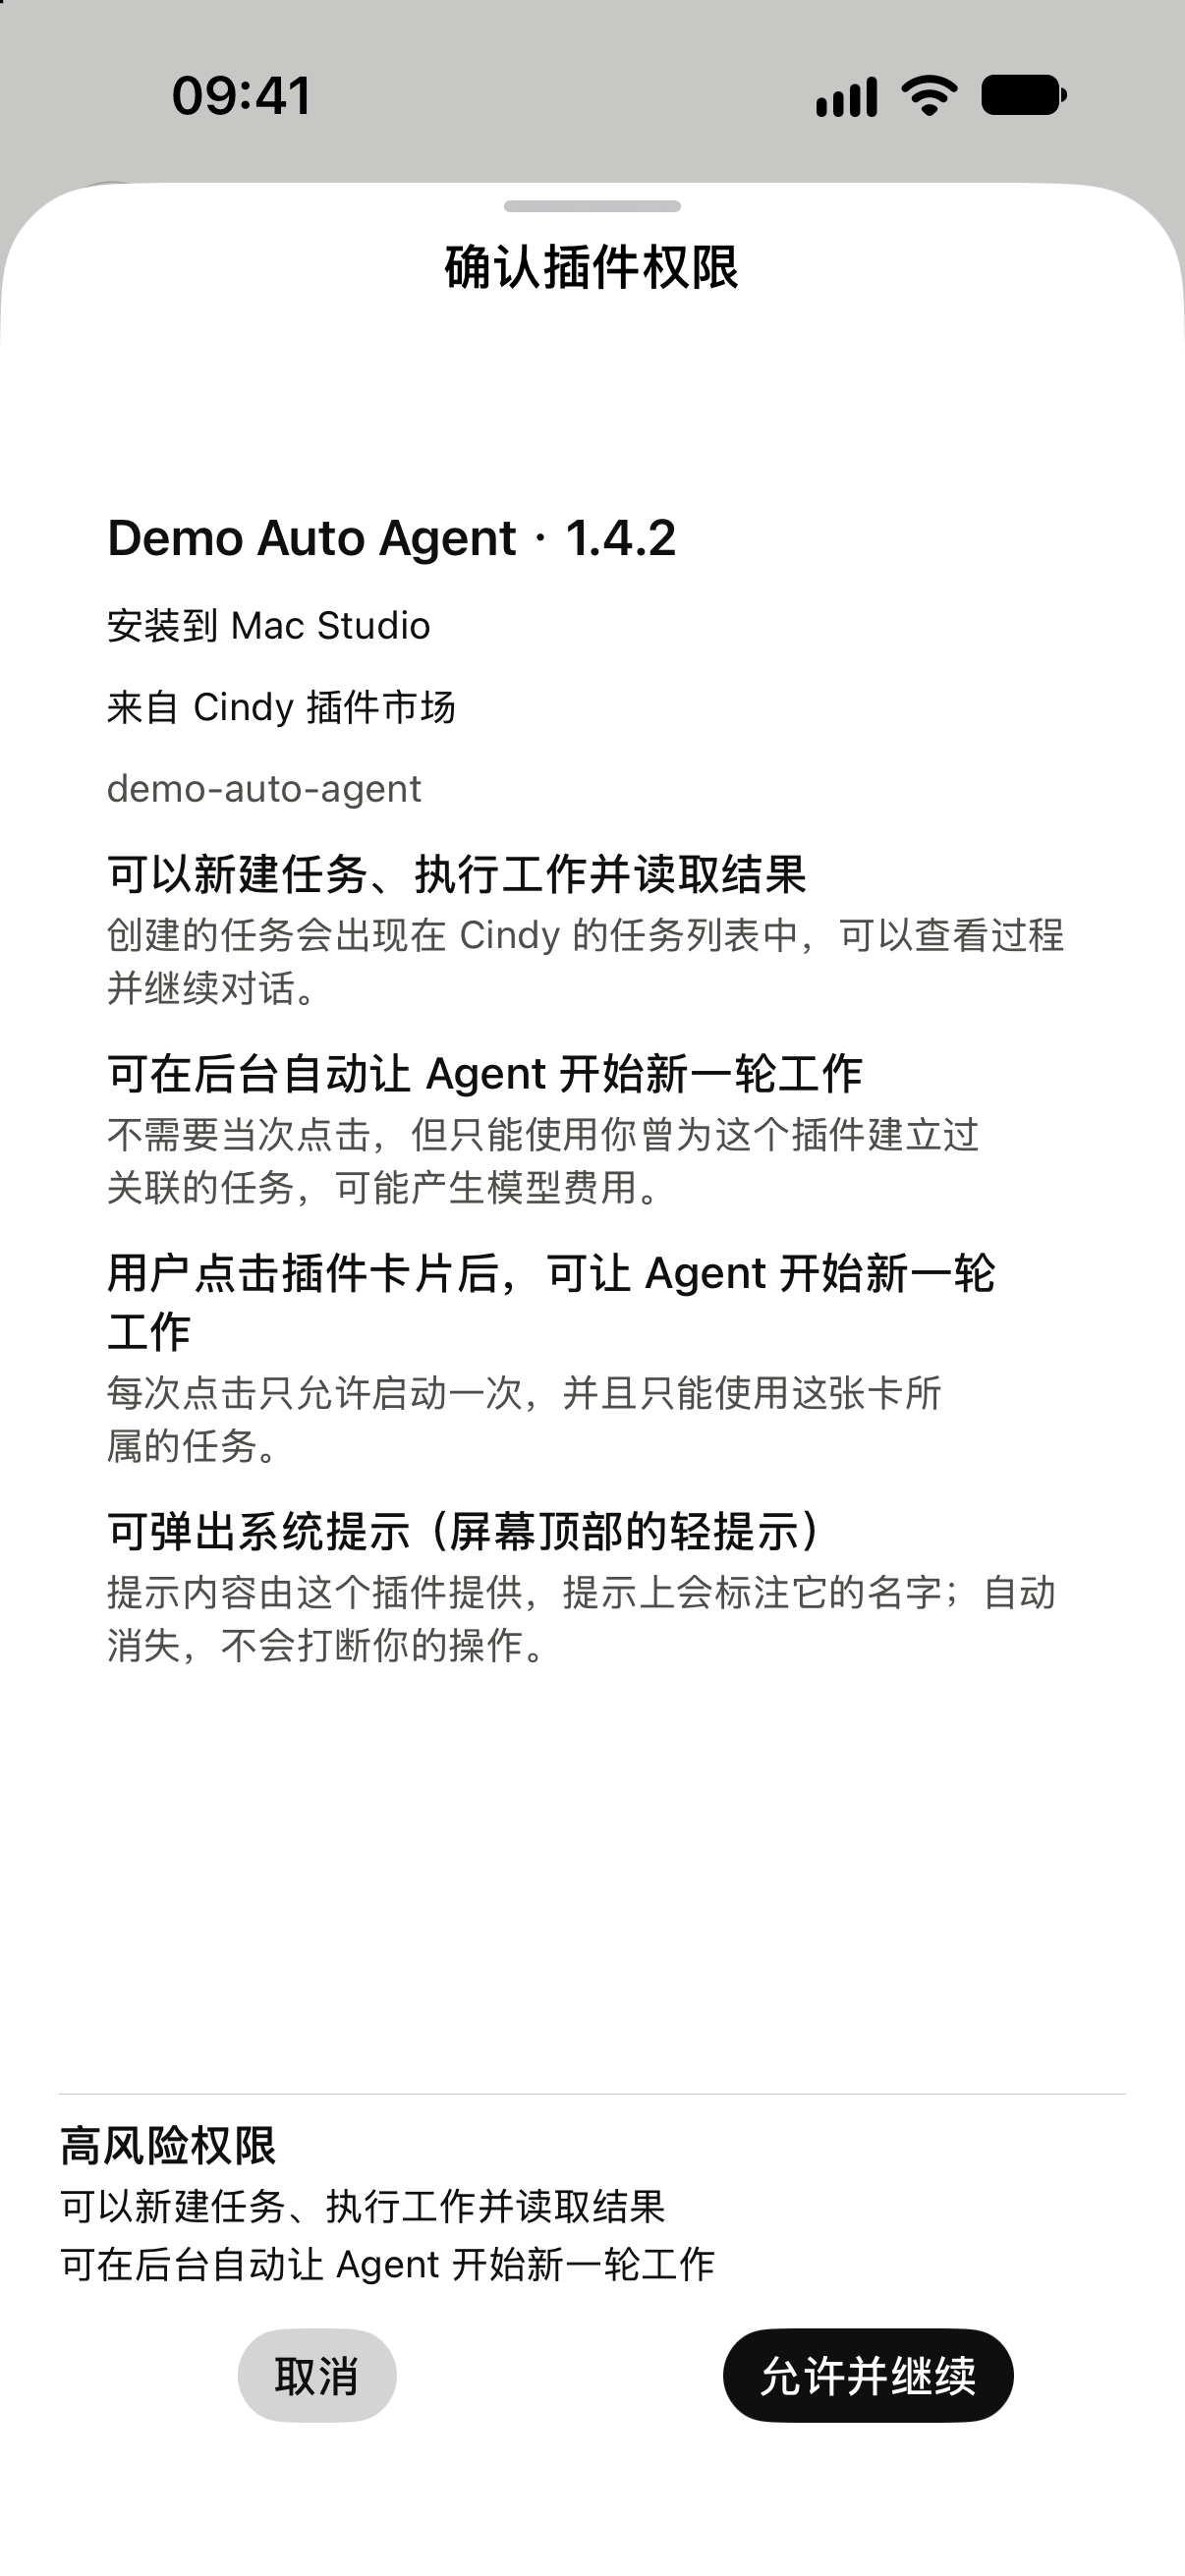 09:41
确认插件权限
Demo Auto Agent · 1.4.2
安装到 Mac Studio
来自 Cindy 插件市场
demo-auto-agent
可以新建任务、执行工作并读取结果
创建的任务会出现在 Cindy 的任务列表中，可以查看过程
并继续对话。
可在后台自动让 Agent 开始新一轮工作
不需要当次点击，但只能使用你曾为这个插件建立过
关联的任务，可能产生模型费用。
用户点击插件卡片后，可让 Agent 开始新一轮
工作
每次点击只允许启动一次，并且只能使用这张卡所
属的任务。
可弹出系统提示（屏幕顶部的轻提示）
提示内容由这个插件提供，提示上会标注它的名字；自动
消失，不会打断你的操作。
高风险权限
可以新建任务、执行工作并读取结果
可在后台自动让 Agent 开始新一轮工作
取消
允许并继续